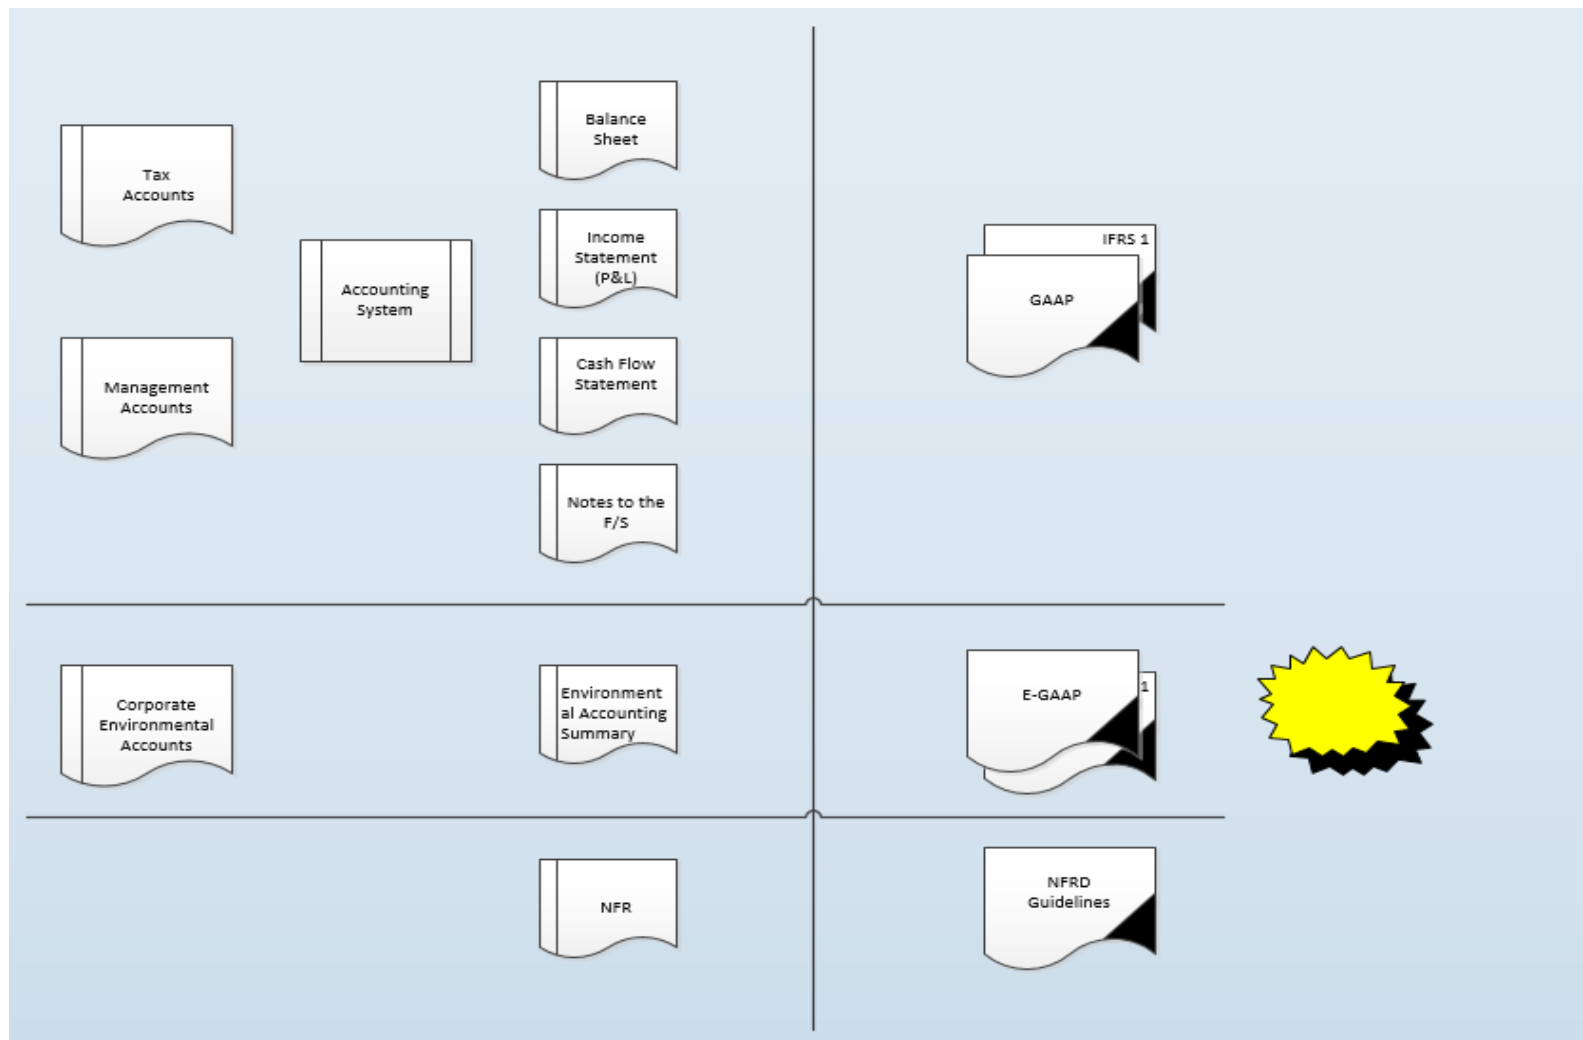 Tax
Accounts
Management
Accounts
Accounting
System
Balance
Sheet
Income
Statement
(P&L)
Cash Flow
Statement
Notes to the
F/S
IFRS 1
GAAP
Corporate
Environmental
Accounts
Environment
al Accounting
Summary
E-GAAP
1
NFR
NFRD
Guidelines